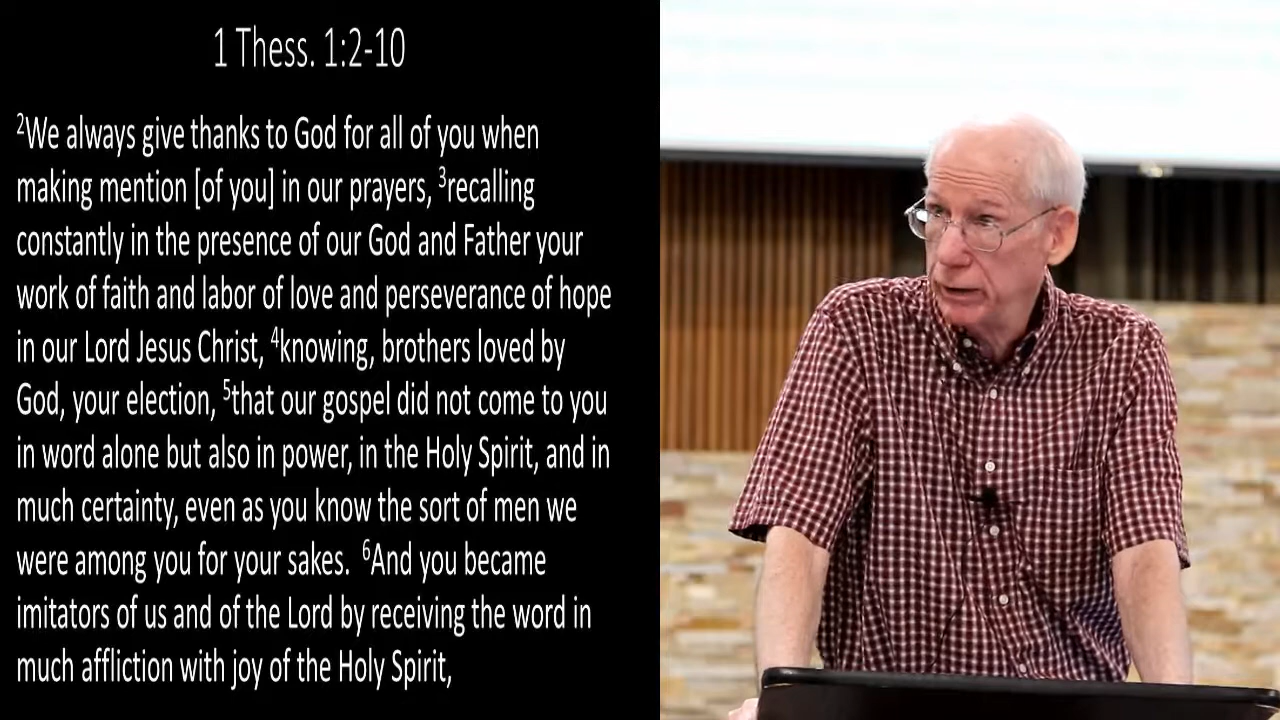 1 Thess. 1:2-10
²We always give thanks to God for all of you when
making mention [of you] in our prayers, ³recalling
constantly in the presence of our God and Father your
work of faith and labor of love and perseverance of hope
in our Lord Jesus Christ, ⁴knowing, brothers loved by
God, your election, ⁵that our gospel did not come to you
in word alone but also in power, in the Holy Spirit, and in
much certainty, even as you know the sort of men we
were among you for your sakes.  ⁶And you became
imitators of us and of the Lord by receiving the word in
much affliction with joy of the Holy Spirit,